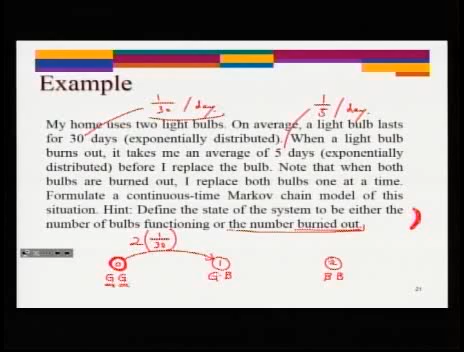 Example
1/30 / day
1/5 / day
My home uses two light bulbs. On average, a light bulb lasts
for 30 days (exponentially distributed). When a light bulb
burns out, it takes me an average of 5 days (exponentially
distributed) before I replace the bulb. Note that when both
bulbs are burned out, I replace both bulbs one at a time.
Formulate a continuous-time Markov chain model of this
situation. Hint: Define the state of the system to be either the
number of bulbs functioning or the number burned out.
2(1/30)
0 1 2
GG G B B B
21